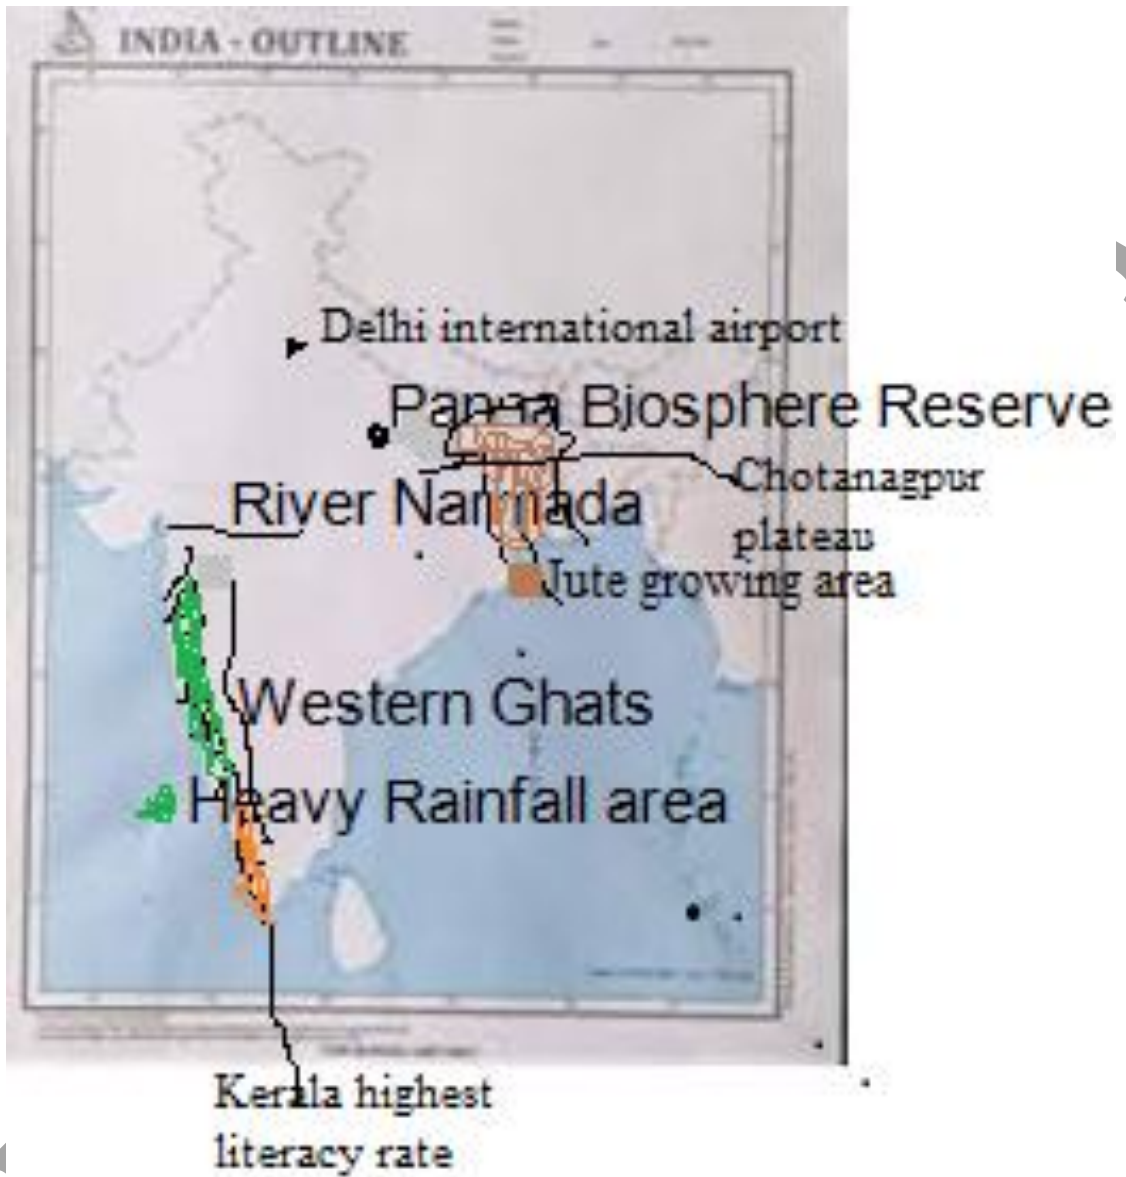 INDIA - OUTLINE
Delhi international airport
Panna Bjosphere Reserve
Chotanagpur
plateau
River Narmada
Jute growing area
Western Ghats
Heavy Rainfall area
Kerala highest
literacy rate